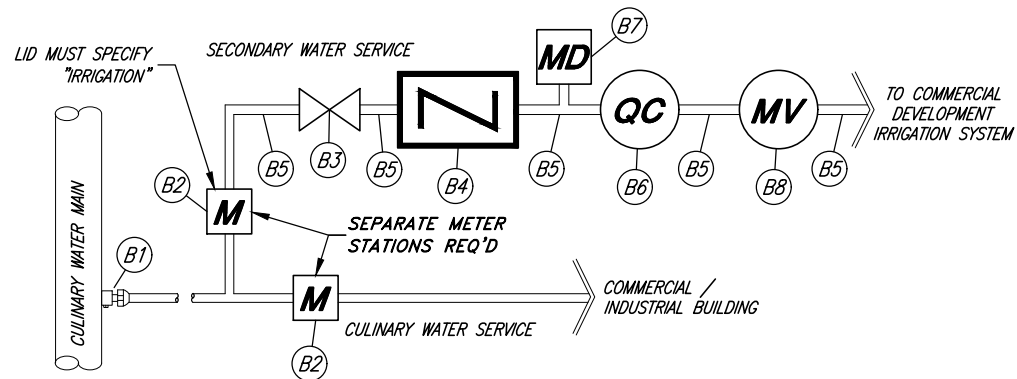 LID MUST SPECIFY
"IRRIGATION"
SECONDARY WATER SERVICE
MD
B7
QC
MV
TO COMMERCIAL
DEVELOPMENT
IRRIGATION SYSTEM
B5
B3
B5
B4
B5
B6
B5
B8
B5
B2
M
SEPARATE METER
STATIONS REQ'D
CULINARY WATER MAIN
B1
M
COMMERCIAL /
INDUSTRIAL BUILDING
CULINARY WATER SERVICE
B2